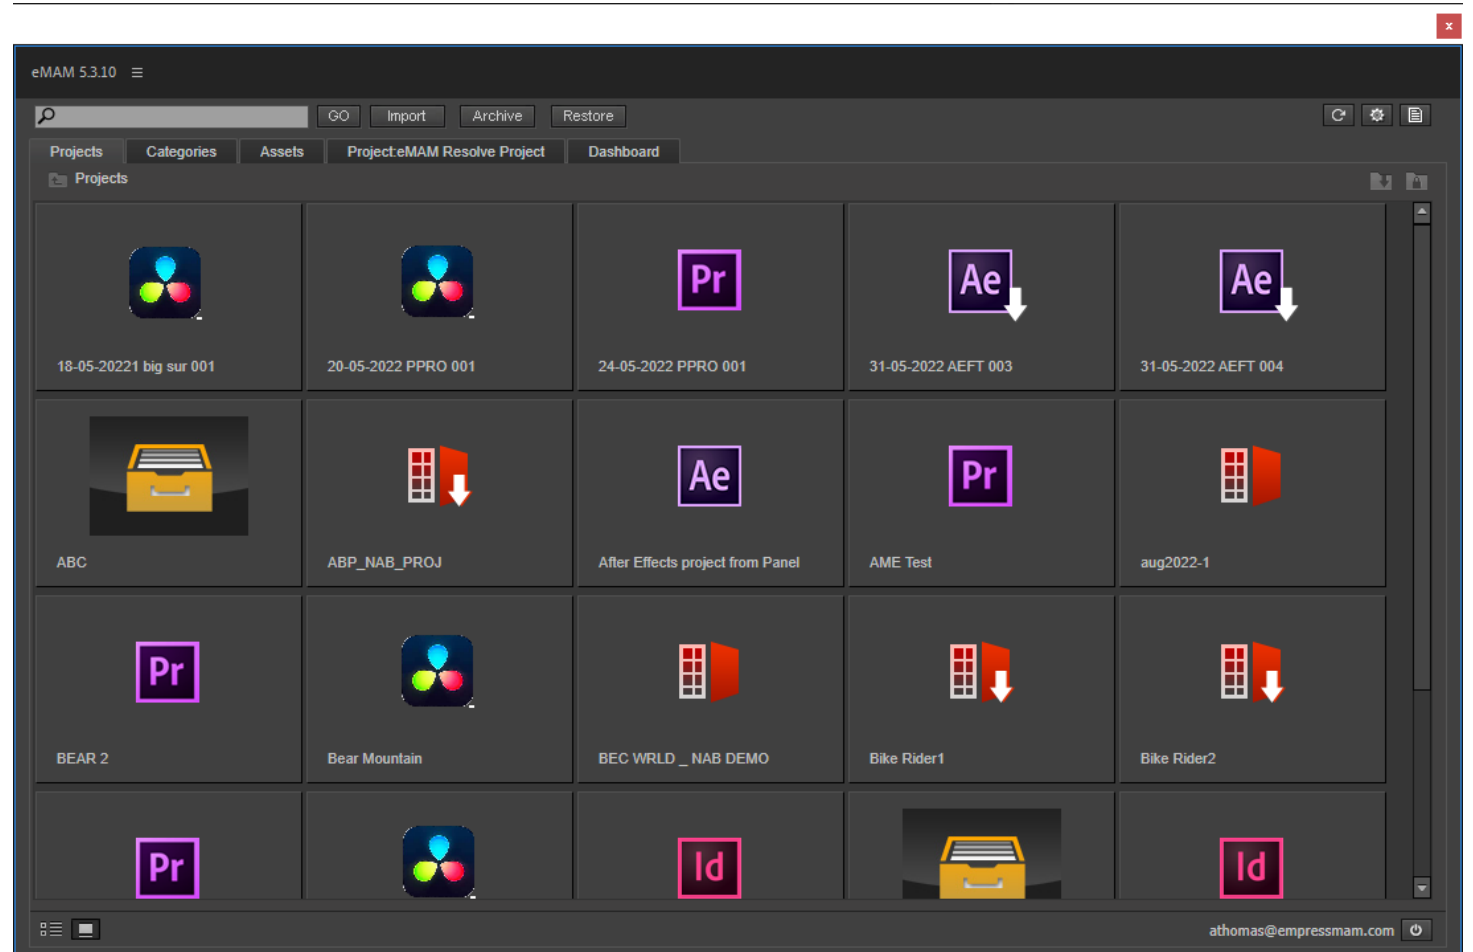 x
eMAM 5.3.10
GO Import Archive Restore
Projects Categories Assets Project:eMAM Resolve Project Dashboard
Projects
Pr Ae Ae
18-05-20221 big sur 001 20-05-2022 PPRO 001 24-05-2022 PPRO 001 31-05-2022 AEFT 003 31-05-2022 AEFT 004
Ae Pr
ABC ABP_NAB_PROJ After Effects project from Panel AME Test aug2022-1
Pr
BEAR 2 Bear Mountain BEC WRLD _ NAB DEMO Bike Rider1 Bike Rider2
Pr Id Id
athomas@empressmam.com